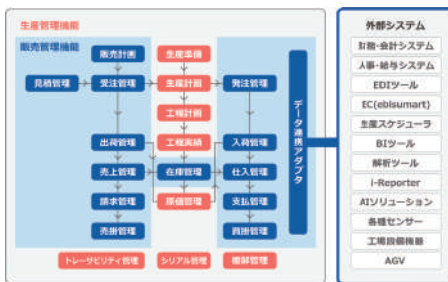 生産管理機能
販売管理機能
販売計画
生産準備
見積管理
受注管理
生産計画
発注管理
工程計画
出荷管理
工程実績
入荷管理
売上管理
在庫管理
仕入管理
請求管理
原価管理
支払管理
売掛管理
買掛管理
データ連携アダプタ
トレーサビリティ管理
シリアル管理
外部システム
財務・会計システム
人事・給与システム
EDIツール
EC(ebisumart)
生産スケジューラ
BIツール
解析ツール
i-Reporter
AIソリューション
各種センサー
工場設備機器
AGV